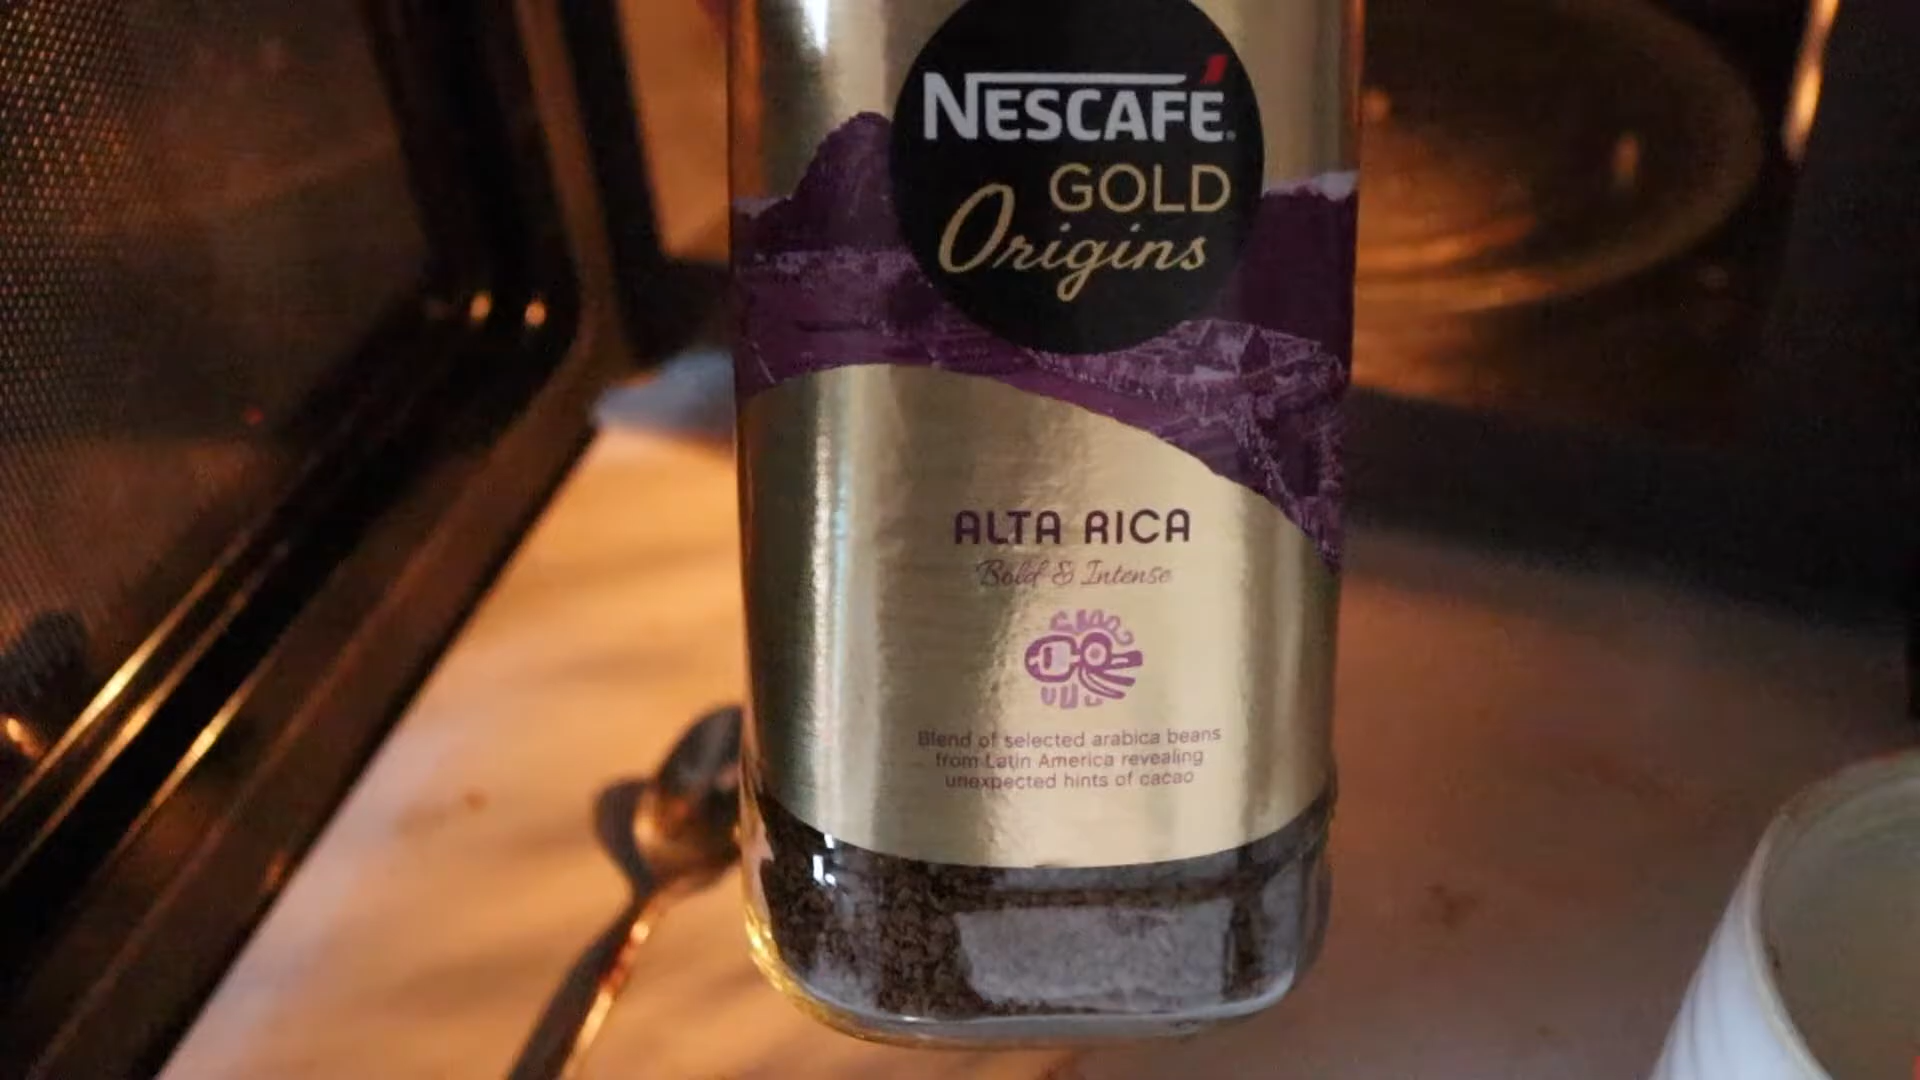 NESCAFÉ
GOLD
Origins
ALTA RICA
Bold & Intense
Blend of selected arabica beans
from Latin America revealing
unexpected hints of cacao